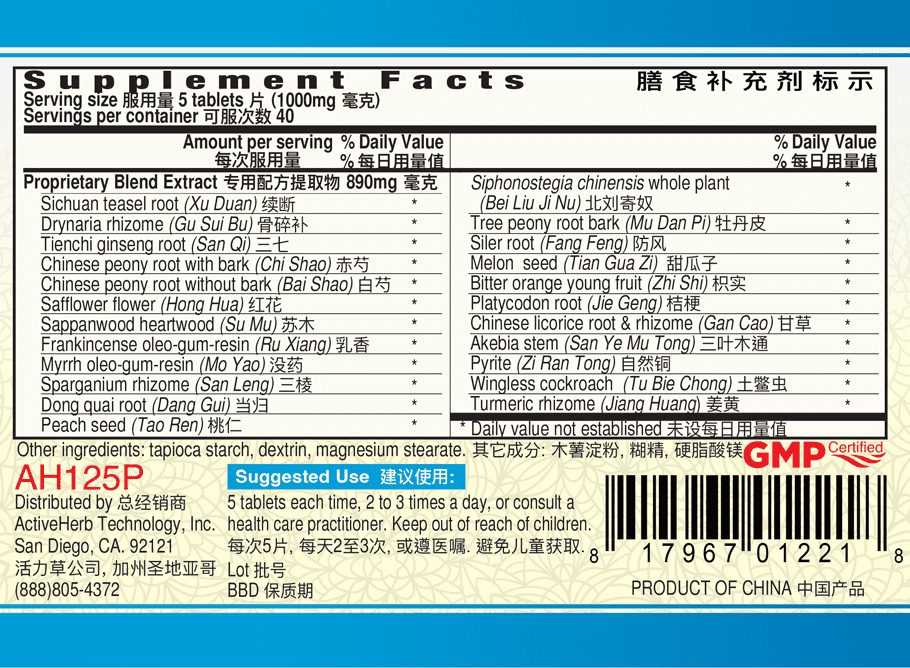 Supplement Facts 膳食补充剂标示
Serving size 服用量 5 tablets 片 (1000mg 毫克)
Servings per container 可服次数 40
Amount per serving % Daily Value
每次服用量 % 每日用量值
Proprietary Blend Extract 专用配方提取物 890mg 毫克
Sichuan teasel root (Xu Duan) 续断 *
Drynaria rhizome (Gu Sui Bu) 骨碎补 *
Tienchi ginseng root (San Qi) 三七 *
Chinese peony root with bark (Chi Shao) 赤芍 *
Chinese peony root without bark (Bai Shao) 白芍 *
Safflower flower (Hong Hua) 红花 *
Sappanwood heartwood (Su Mu) 苏木 *
Frankincense oleo-gum-resin (Ru Xiang) 乳香 *
Myrrh oleo-gum-resin (Mo Yao) 没药 *
Sparganium rhizome (San Leng) 三棱 *
Dong quai root (Dang Gui) 当归 *
Peach seed (Tao Ren) 桃仁 *
% Daily Value
% 每日用量值
Siphonostegia chinensis whole plant *
(Bei Liu Ji Nu) 北刘寄奴
Tree peony root bark (Mu Dan Pi) 牡丹皮 *
Siler root (Fang Feng) 防风 *
Melon seed (Tian Gua Zi) 甜瓜子 *
Bitter orange young fruit (Zhi Shi) 枳实 *
Platycodon root (Jie Geng) 桔梗 *
Chinese licorice root & rhizome (Gan Cao) 甘草 *
Akebia stem (San Ye Mu Tong) 三叶木通 *
Pyrite (Zi Ran Tong) 自然铜 *
Wingless cockroach (Tu Bie Chong) 土鳖虫 *
Turmeric rhizome (Jiang Huang) 姜黄 *
* Daily value not established 未设每日用量值
Other ingredients: tapioca starch, dextrin, magnesium stearate. 其它成分: 木薯淀粉, 糊精, 硬脂酸镁
GMP Certified
AH125P
Distributed by 总经销商
ActiveHerb Technology, Inc.
San Diego, CA. 92121
活力草公司, 加州圣地亚哥
(888)805-4372
Suggested Use 建议使用:
5 tablets each time, 2 to 3 times a day, or consult a
health care practitioner. Keep out of reach of children.
每次5片, 每天2至3次, 或遵医嘱. 避免儿童获取.
Lot 批号
BBD 保质期
8 17967 01221 8
PRODUCT OF CHINA 中国产品